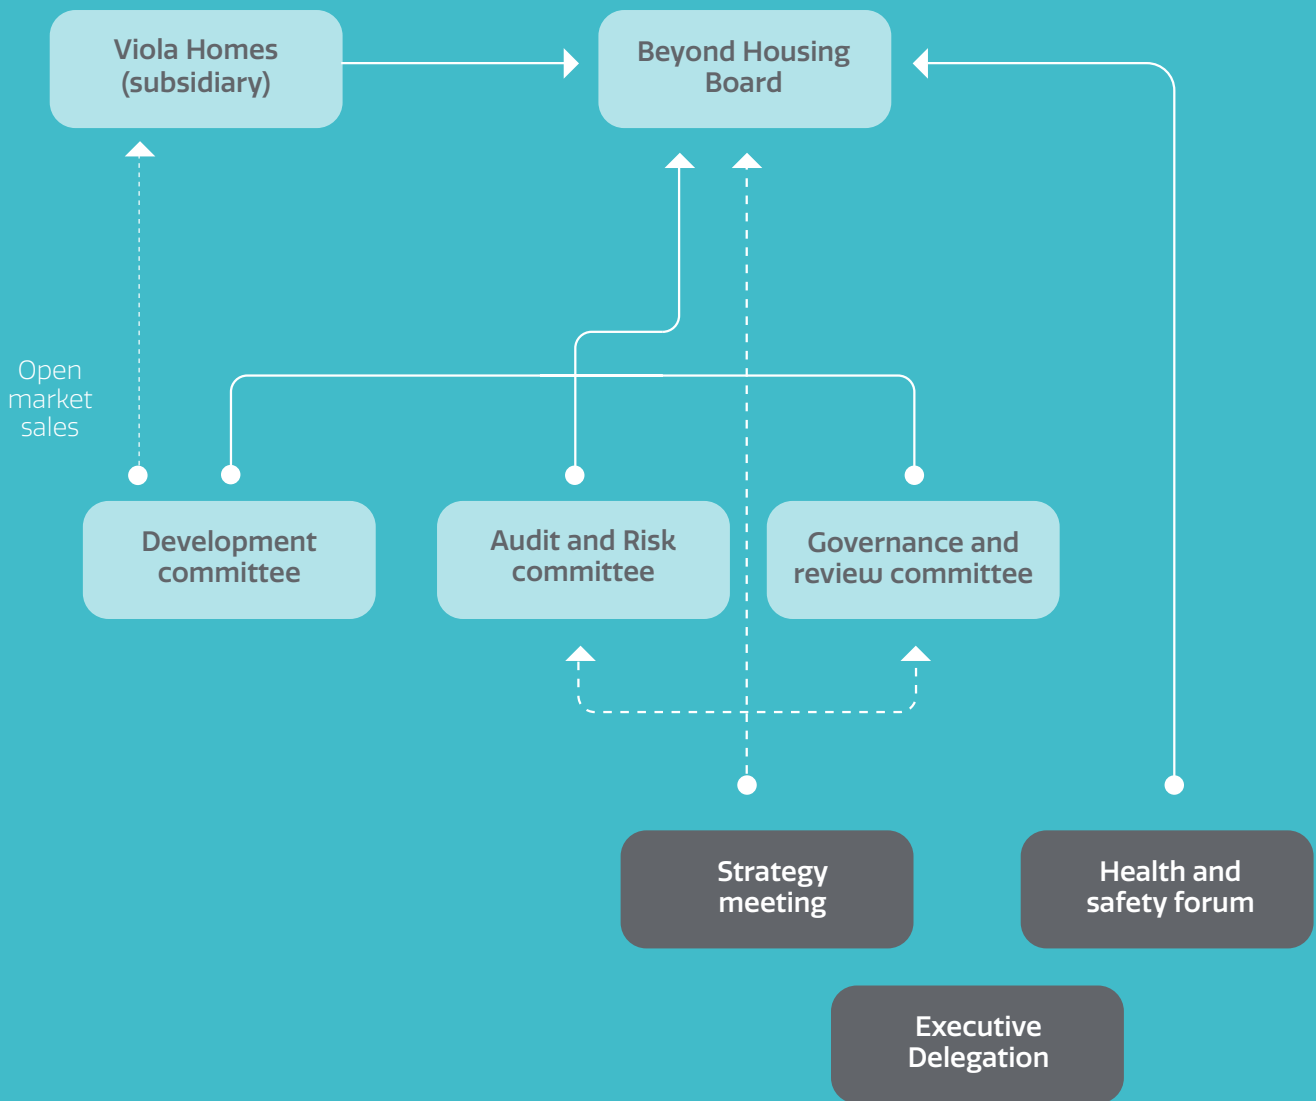 Viola Homes
(subsidiary)
Beyond Housing
Board
Open
market
sales
Development
committee
Audit and Risk
committee
Governance and
review committee
Strategy
meeting
Health and
safety forum
Executive
Delegation